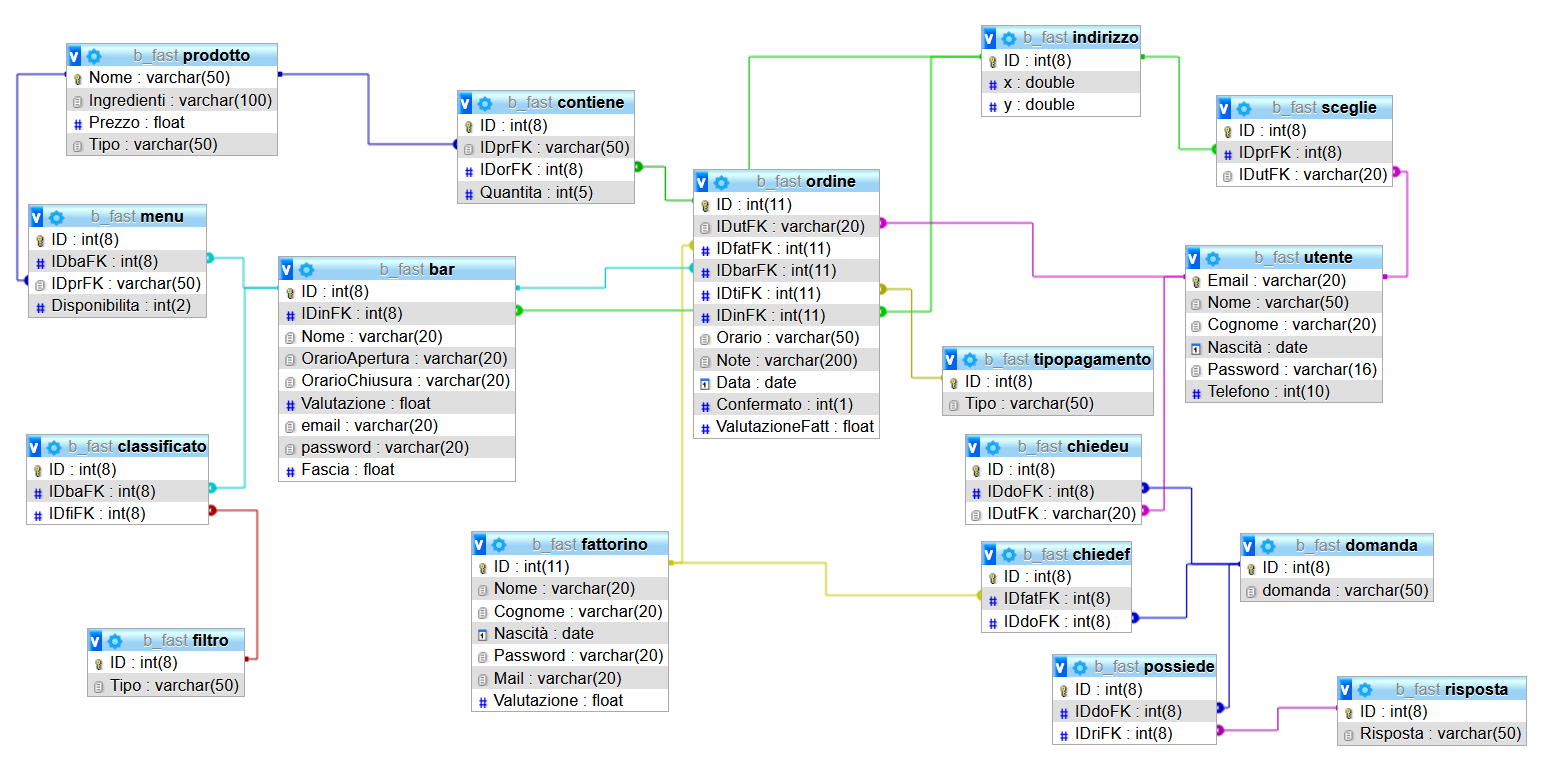 b_fast prodotto
Nome : varchar(50)
Ingredienti : varchar(100)
Prezzo : float
Tipo : varchar(50)
b_fast contiene
ID : int(8)
IDprFK : varchar(50)
IDorFK : int(8)
Quantita : int(5)
b_fast indirizzo
ID : int(8)
x : double
y : double
b_fast sceglie
ID : int(8)
IDprFK : int(8)
IDutFK : varchar(20)
b_fast menu
ID : int(8)
IDbaFK : int(8)
IDprFK : varchar(50)
Disponibilita : int(2)
b_fast bar
ID : int(8)
IDinFK : int(8)
Nome : varchar(20)
OrarioApertura : varchar(20)
OrarioChiusura : varchar(20)
Valutazione : float
email : varchar(20)
password : varchar(20)
Fascia : float
b_fast ordine
ID : int(11)
IDutFK : varchar(20)
IDfatFK : int(11)
IDbarFK : int(11)
IDtiFK : int(11)
IDinFK : int(11)
Orario : varchar(50)
Note : varchar(200)
Data : date
Confermato : int(1)
ValutazioneFatt : float
b_fast utente
Email : varchar(20)
Nome : varchar(50)
Cognome : varchar(20)
Nascità : date
Password : varchar(16)
Telefono : int(10)
b_fast tipopagamento
ID : int(8)
Tipo : varchar(50)
b_fast classificato
ID : int(8)
IDbaFK : int(8)
IDfiFK : int(8)
b_fast chiedeu
ID : int(8)
IDdoFK : int(8)
IDutFK : varchar(20)
b_fast fattorino
ID : int(11)
Nome : varchar(20)
Cognome : varchar(20)
Nascità : date
Password : varchar(20)
Mail : varchar(20)
Valutazione : float
b_fast chiedef
ID : int(8)
IDfatFK : int(8)
IDdoFK : int(8)
b_fast domanda
ID : int(8)
domanda : varchar(50)
b_fast filtro
ID : int(8)
Tipo : varchar(50)
b_fast possiede
ID : int(8)
IDdoFK : int(8)
IDriFK : int(8)
b_fast risposta
ID : int(8)
Risposta : varchar(50)